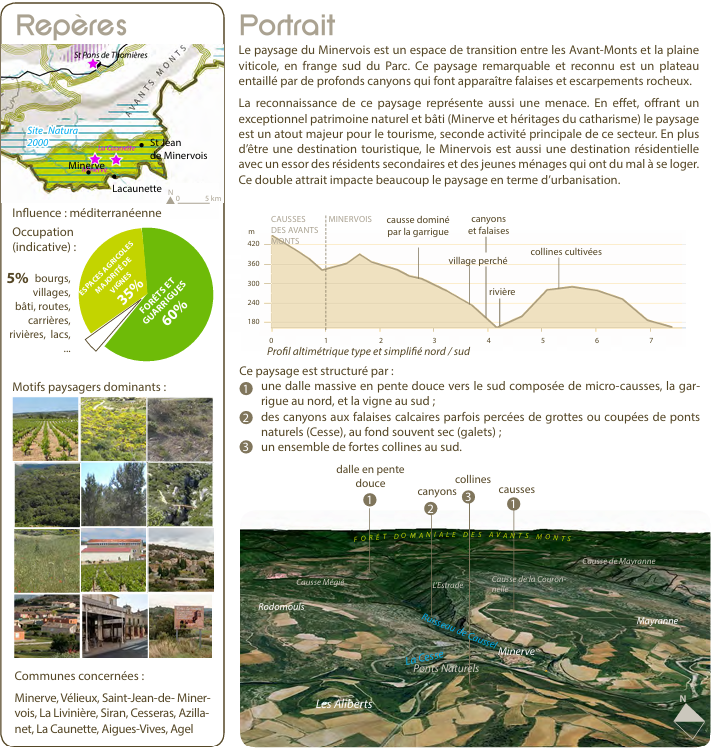 Repères
St Pons de Thomières
AVANTS MONTS
Site Natura
2000
St Jean
de Minervois
Minerve
Lacaunette
N
0 5 km
Influence : méditerranéenne
Occupation
(indicative) :
ESPACES AGRICOLES
MAJORITÉ DE
VIGNES
35%
FORÊTS ET
GUARRIGUES
60%
5% bourgs,
villages,
bâti, routes,
carrières,
rivières, lacs,
...
Motifs paysagers dominants :
Communes concernées :
Minerve, Vélieux, Saint-Jean-de- Miner-
vois, La Livinière, Siran, Cesseras, Azilla-
net, La Caunette, Aigues-Vives, Agel
Portrait
Le paysage du Minervois est un espace de transition entre les Avant-Monts et la plaine
viticole, en frange sud du Parc. Ce paysage remarquable et reconnu est un plateau
entaillé par de profonds canyons qui font apparaître falaises et escarpements rocheux.
La reconnaissance de ce paysage représente aussi une menace. En effet, offrant un
exceptionnel patrimoine naturel et bâti (Minerve et héritages du catharisme) le paysage
est un atout majeur pour le tourisme, seconde activité principale de ce secteur. En plus
d'être une destination touristique, le Minervois est aussi une destination résidentielle
avec un essor des résidents secondaires et des jeunes ménages qui ont du mal à se loger.
Ce double attrait impacte beaucoup le paysage en terme d'urbanisation.
CAUSSES
DES AVANTS
MONTS
MINERVOIS
causse dominé
par la garrigue
canyons
et falaises
village perché
rivière
collines cultivées
m
420
360
300
240
180
0 1 2 3 4 5 6 7
Profil altimétrique type et simplifié nord / sud
Ce paysage est structuré par :
1 une dalle massive en pente douce vers le sud composée de micro-causses, la gar-
rigue au nord, et la vigne au sud ;
2 des canyons aux falaises calcaires parfois percées de grottes ou coupées de ponts
naturels (Cesse), au fond souvent sec (galets) ;
3 un ensemble de fortes collines au sud.
dalle en pente
douce
1
canyons
2
collines
3
causses
1
FORÊT DOMANIALE DES AVANTS MONTS
Causse Mégié
L'Estrade
Causse de la Couron-
nelle
Causse de Mayranne
Rodomouls
Mayranne
Minerve
Ponts Naturels
Les Aliberts
N